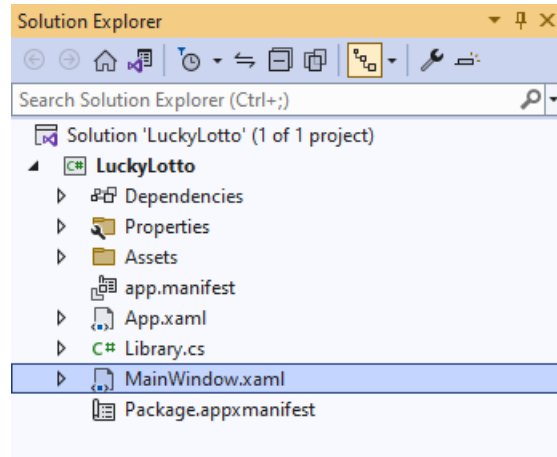 Solution Explorer
Search Solution Explorer (Ctrl+;)
Solution 'LuckyLotto' (1 of 1 project)
C# LuckyLotto
Dependencies
Properties
Assets
app.manifest
App.xaml
C# Library.cs
MainWindow.xaml
Package.appxmanifest